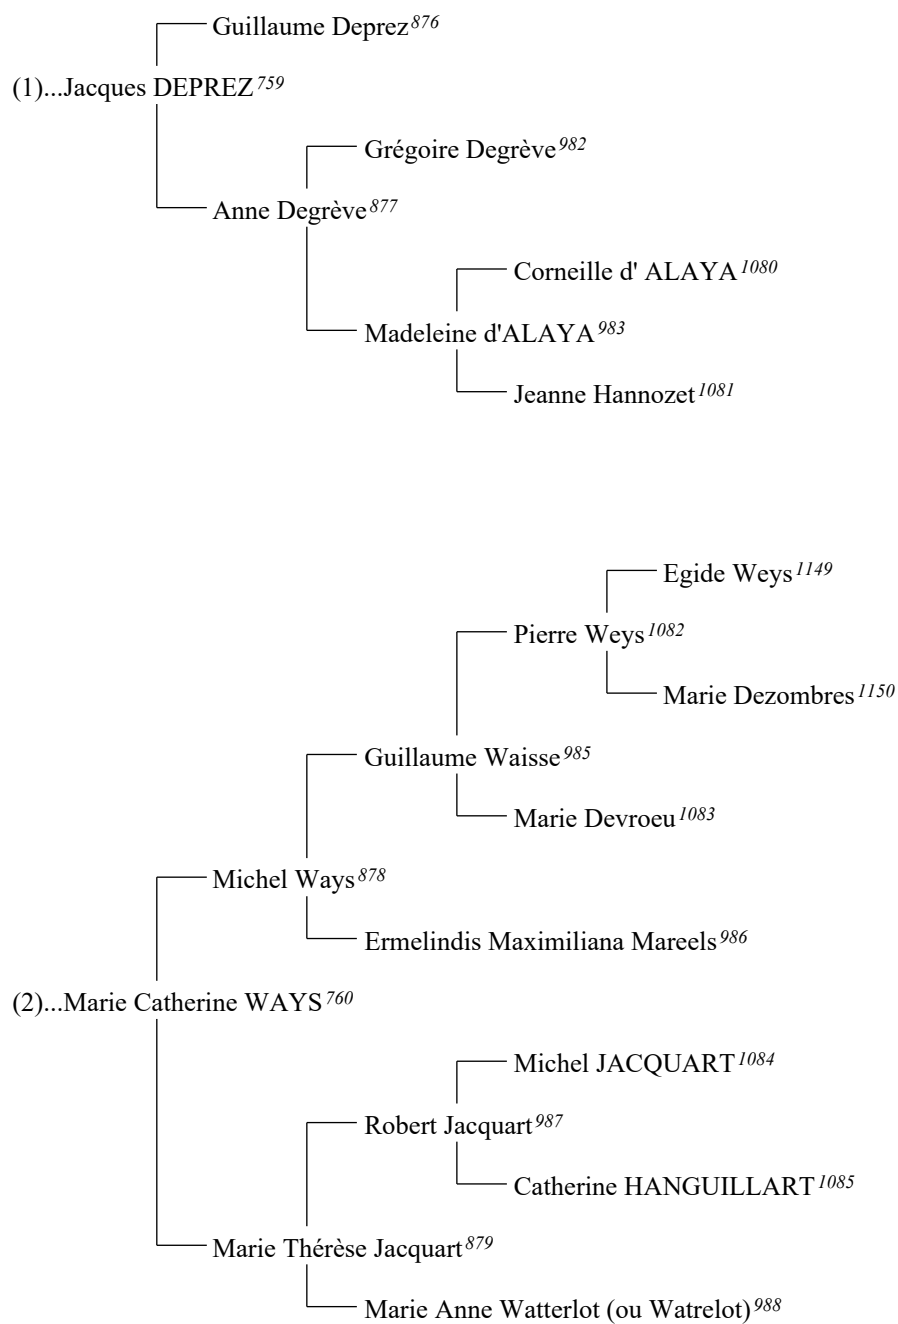 Guillaume Deprez876
(1)...Jacques DEPREZ759
Grégoire Degrève982
Anne Degrève877
Corneille d' ALAYA1080
Madeleine d'ALAYA983
Jeanne Hannozet1081
Egide Weys1149
Pierre Weys1082
Marie Dezombres1150
Guillaume Waisse985
Marie Devroeu1083
Michel Ways878
Ermelindis Maximiliana Mareels986
(2)...Marie Catherine WAYS760
Michel JACQUART1084
Robert Jacquart987
Catherine HANGUILLART1085
Marie Thérèse Jacquart879
Marie Anne Watterlot (ou Watrelot)988